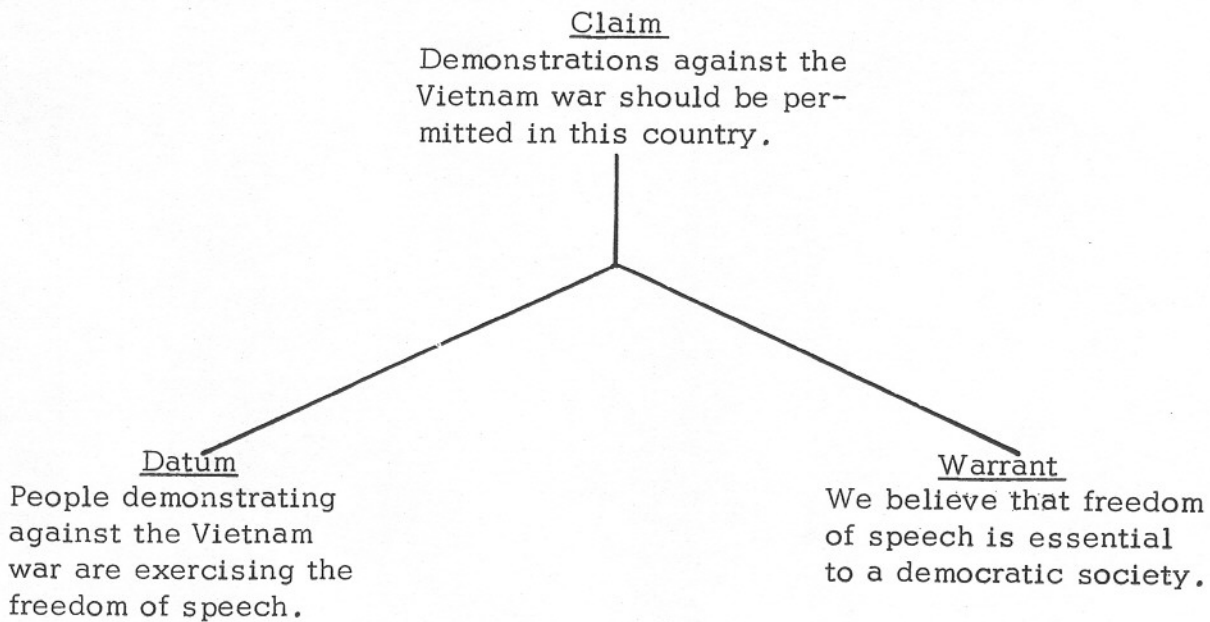 Claim
Demonstrations against the
Vietnam war should be per-
mitted in this country.
Datum
People demonstrating
against the Vietnam
war are exercising the
freedom of speech.
Warrant
We believe that freedom
of speech is essential
to a democratic society.